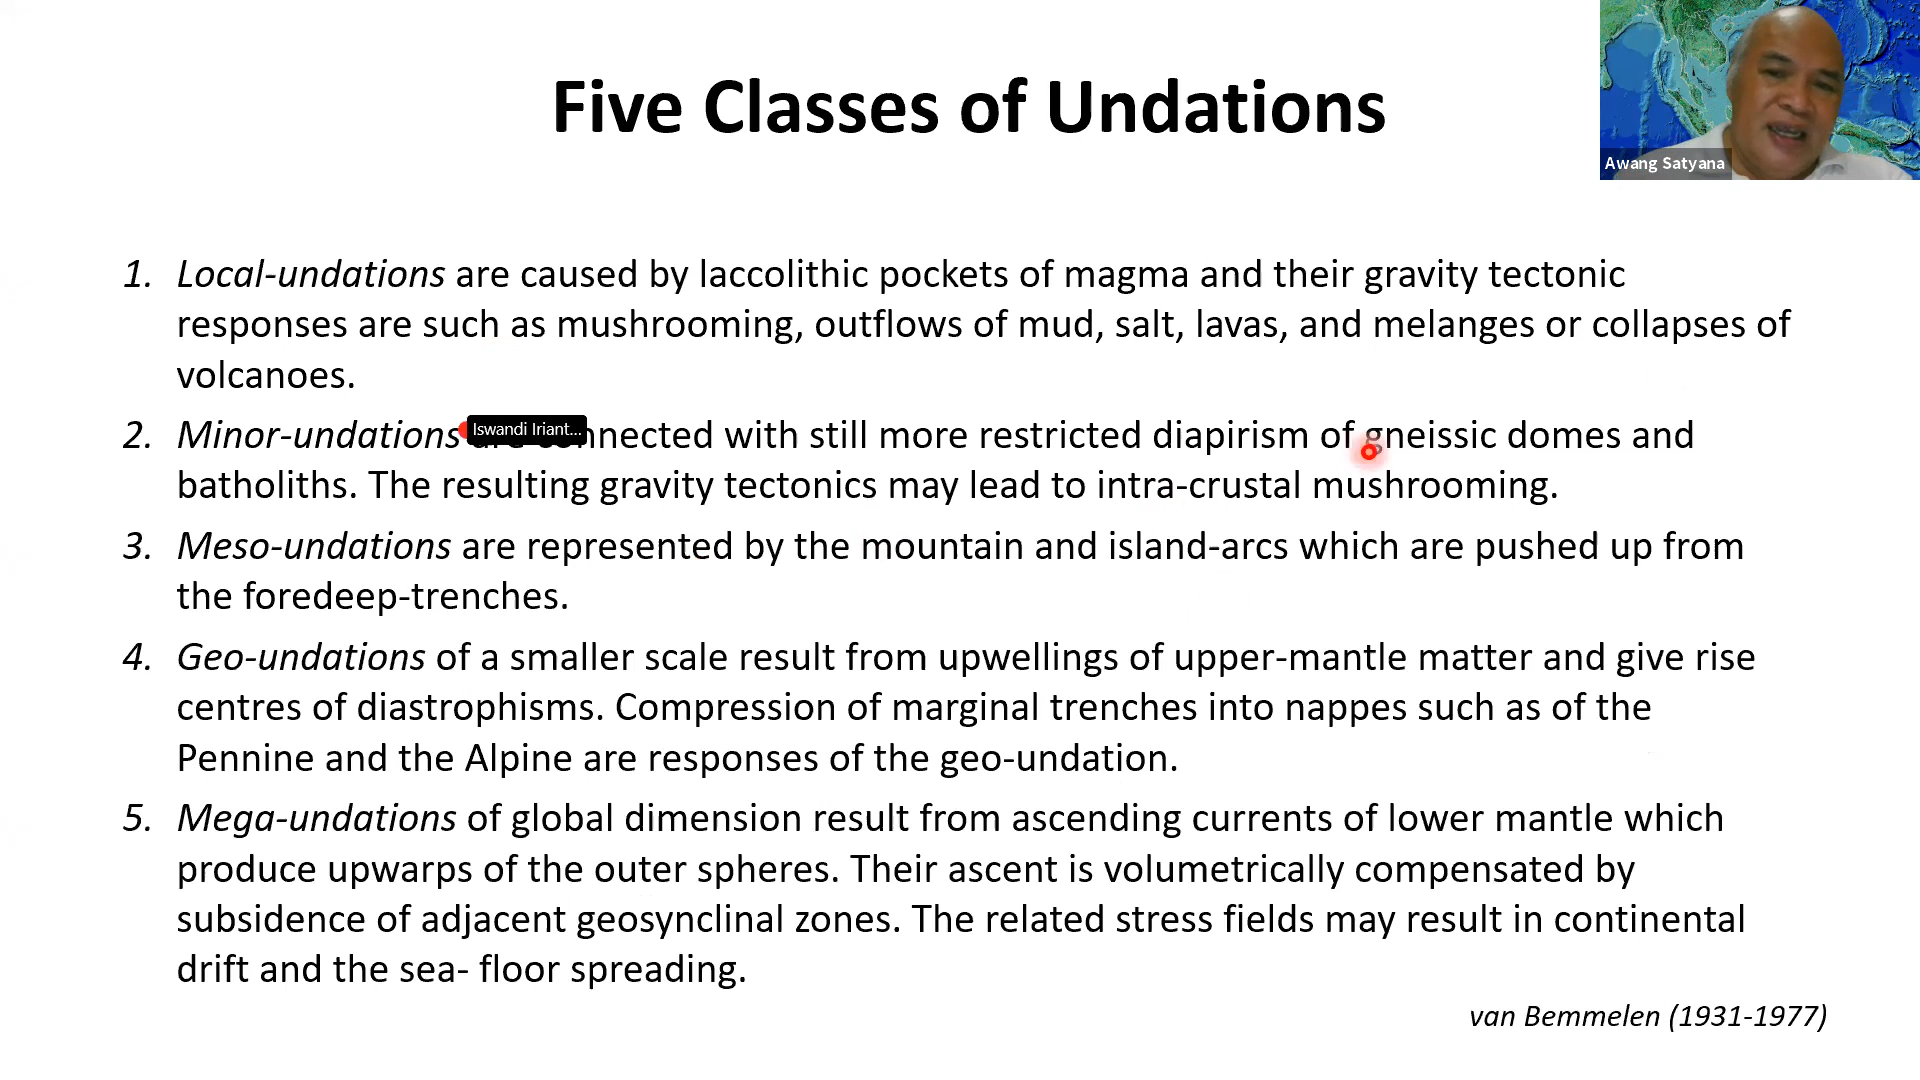 Five Classes of Undations
Awang Satyana
1. Local-undations are caused by laccolithic pockets of magma and their gravity tectonic
responses are such as mushrooming, outflows of mud, salt, lavas, and melanges or collapses of
volcanoes.
2. Minor-undations are connected with still more restricted diapirism of gneissic domes and
Iswandi Iriant...
batholiths. The resulting gravity tectonics may lead to intra-crustal mushrooming.
3. Meso-undations are represented by the mountain and island-arcs which are pushed up from
the foredeep-trenches.
4. Geo-undations of a smaller scale result from upwellings of upper-mantle matter and give rise
centres of diastrophisms. Compression of marginal trenches into nappes such as of the
Pennine and the Alpine are responses of the geo-undation.
5. Mega-undations of global dimension result from ascending currents of lower mantle which
produce upwarps of the outer spheres. Their ascent is volumetrically compensated by
subsidence of adjacent geosynclinal zones. The related stress fields may result in continental
drift and the sea- floor spreading.
van Bemmelen (1931-1977)